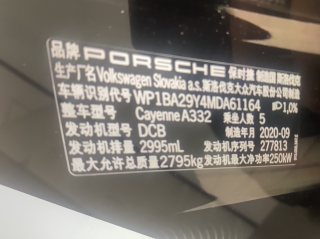 品牌 PORSCHE 保时捷 制造国 斯洛伐克
生产厂名 Volkswagen Slovakia a.s. 斯洛伐克大众汽车股份公司制造
车辆识别代号 WP1BA29Y4MDA61164 1,0%
整车型号 Cayenne A332 乘坐人数 5
发动机型号 DCB 制造年月 2020-09
发动机排量 2995mL 发动机号 277813
最大允许总质量 2795kg 发动机最大净功率 250kW